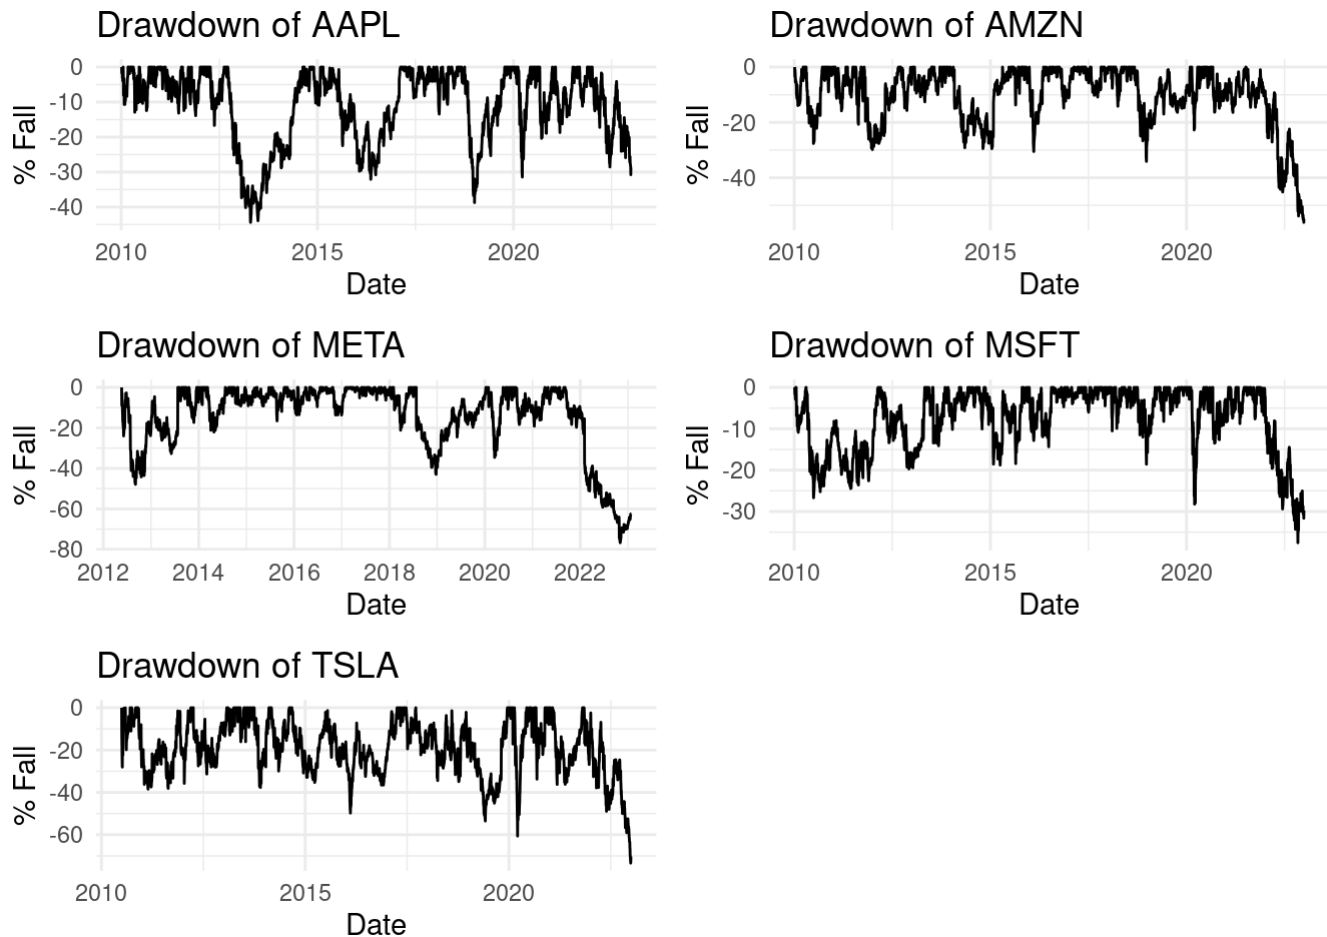 Drawdown of AAPL
% Fall
0
-10
-20
-30
-40
2010 2015 2020
Date
Drawdown of AMZN
% Fall
0
-20
-40
2010 2015 2020
Date
Drawdown of META
% Fall
0
-20
-40
-60
-80
2012 2014 2016 2018 2020 2022
Date
Drawdown of MSFT
% Fall
0
-10
-20
-30
2010 2015 2020
Date
Drawdown of TSLA
% Fall
0
-20
-40
-60
2010 2015 2020
Date